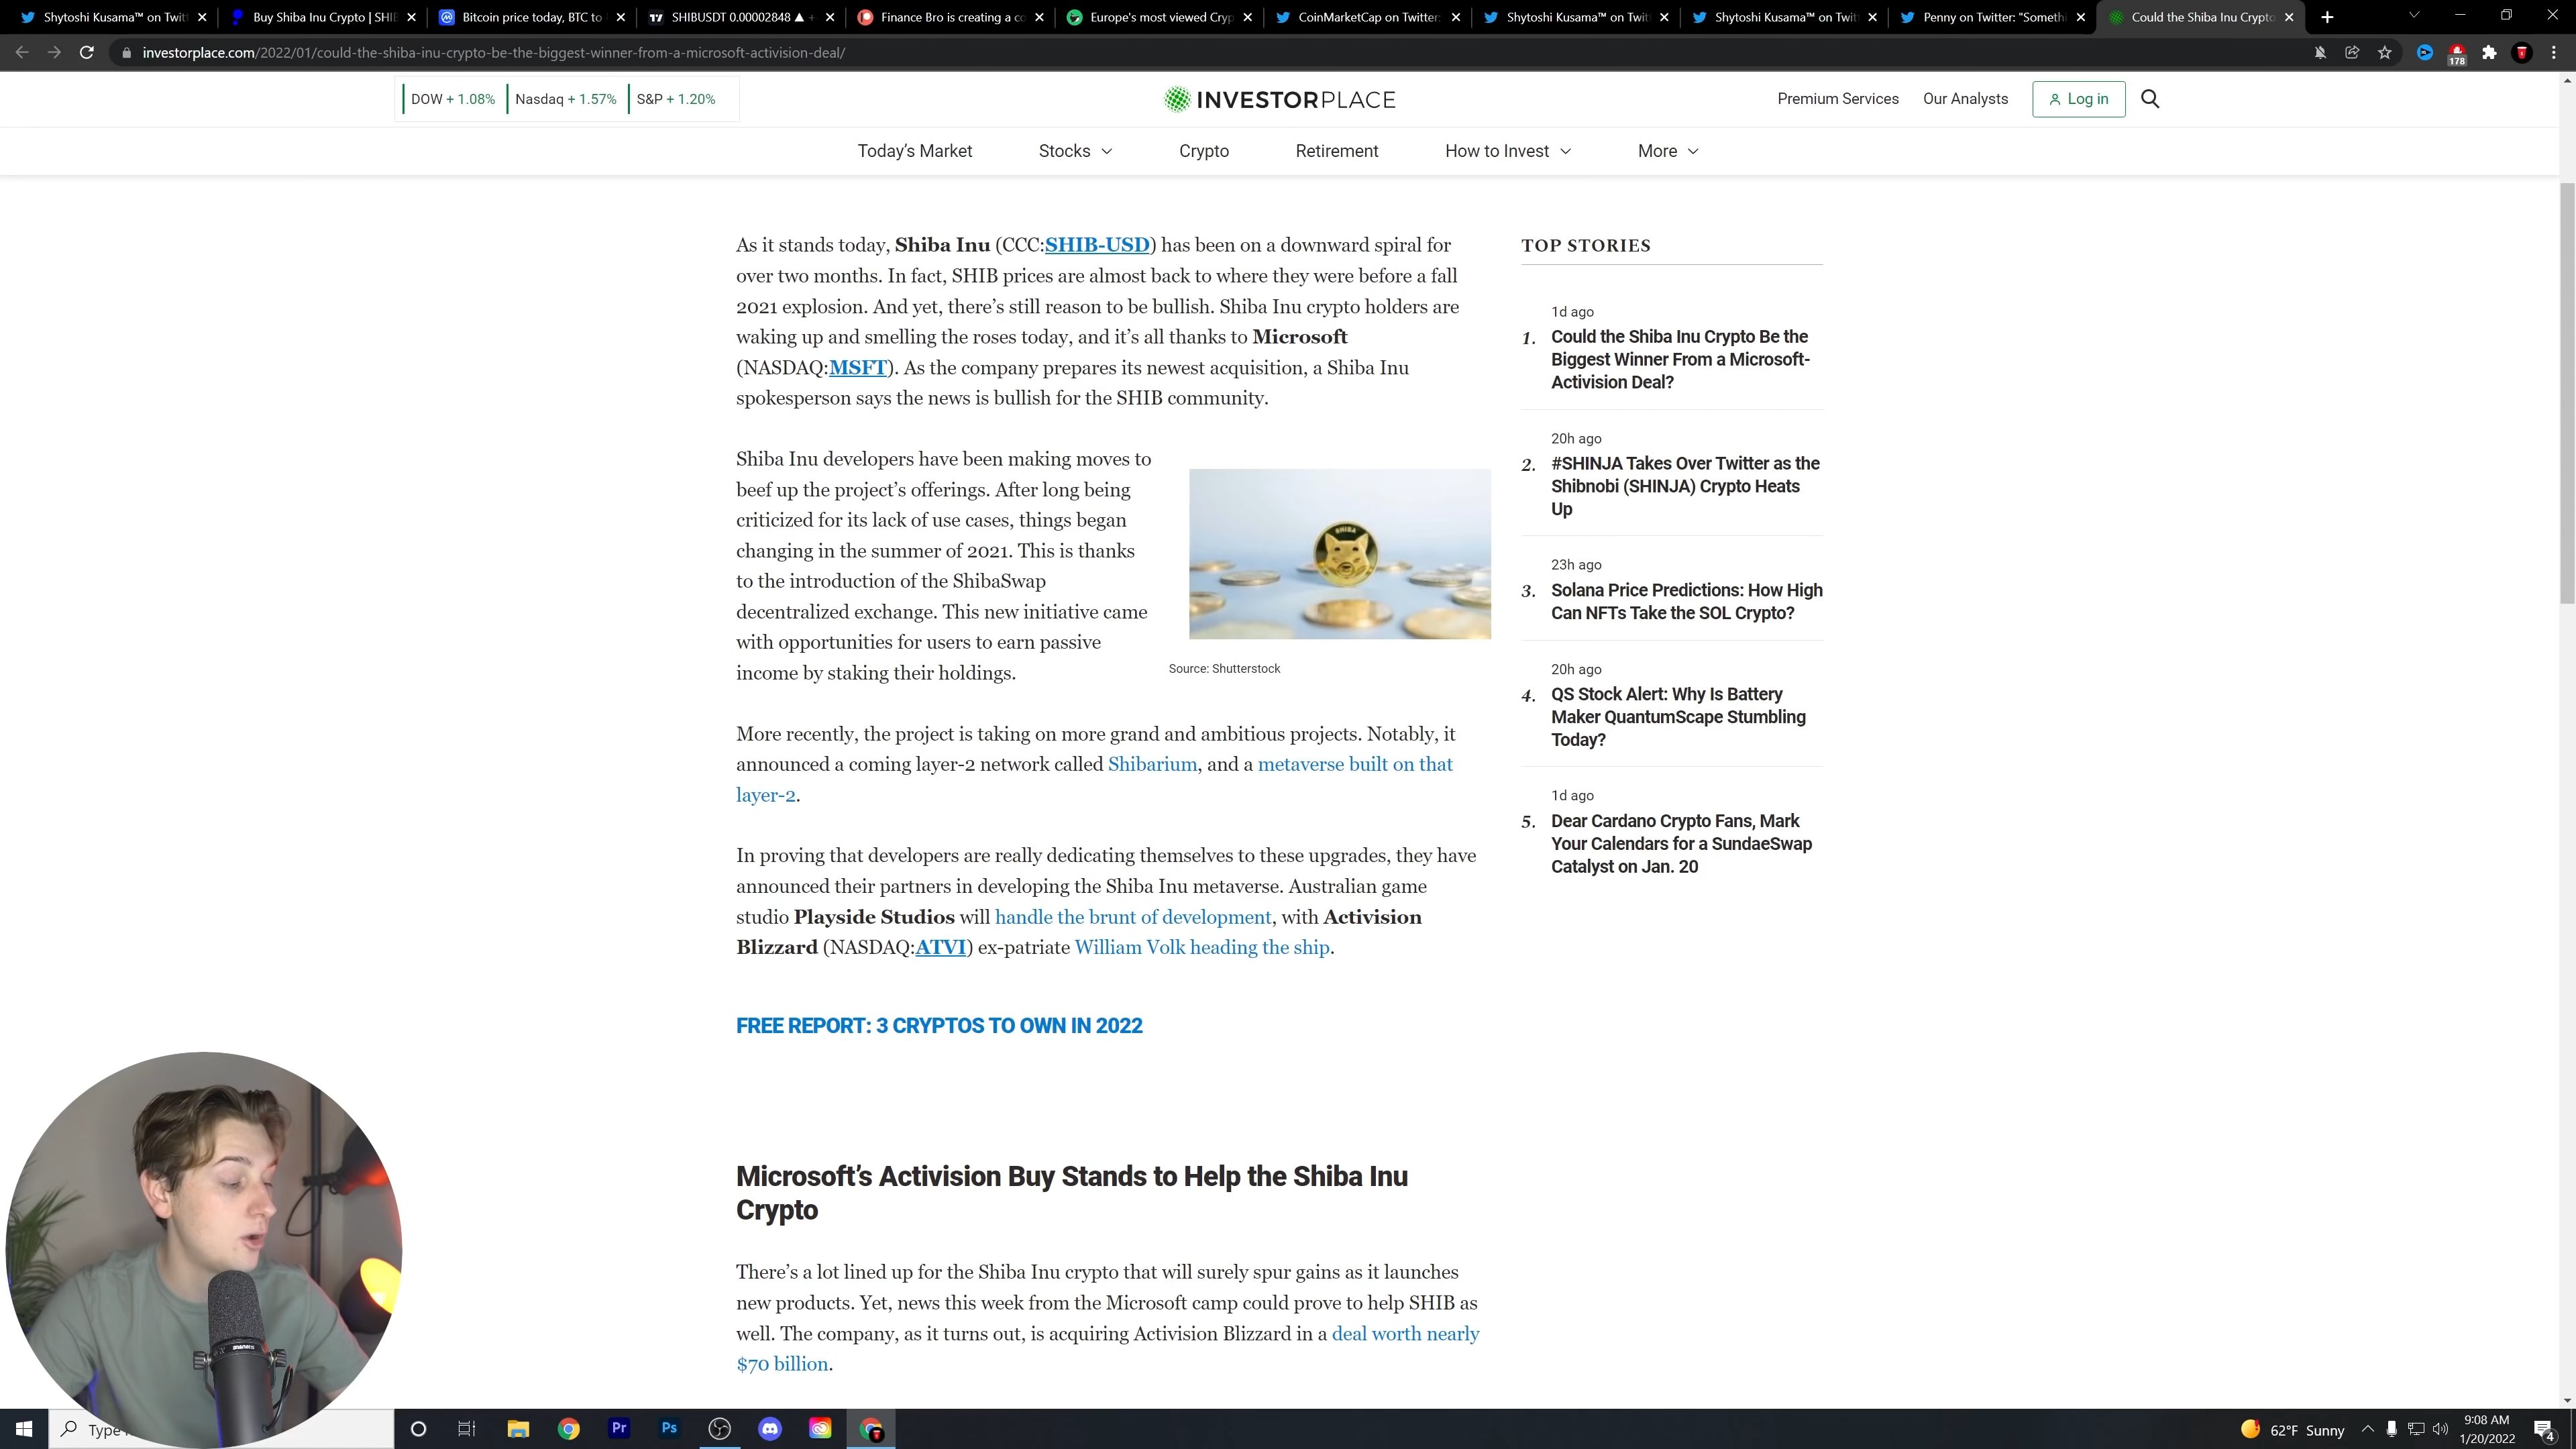 Shytoshi Kusama™ on Twit
Buy Shiba Inu Crypto | SHIE
Bitcoin price today, BTC to
SHIBUSDT 0.00002848 ▲ +
Finance Bro is creating a co
Europe's most viewed Cryp
CoinMarketCap on Twitter:
Shytoshi Kusama™ on Twit
Shytoshi Kusama™ on Twit
Penny on Twitter: "Somethi
Could the Shiba Inu Crypto
investorplace.com/2022/01/could-the-shiba-inu-crypto-be-the-biggest-winner-from-a-microsoft-activision-deal/
178
DOW + 1.08% Nasdaq + 1.57% S&P + 1.20%
INVESTORPLACE
Premium Services Our Analysts Log in
Today's Market Stocks Crypto Retirement How to Invest More
As it stands today, Shiba Inu (CCC:SHIB-USD) has been on a downward spiral for
over two months. In fact, SHIB prices are almost back to where they were before a fall
2021 explosion. And yet, there's still reason to be bullish. Shiba Inu crypto holders are
waking up and smelling the roses today, and it's all thanks to Microsoft
(NASDAQ:MSFT). As the company prepares its newest acquisition, a Shiba Inu
spokesperson says the news is bullish for the SHIB community.
Shiba Inu developers have been making moves to
beef up the project's offerings. After long being
criticized for its lack of use cases, things began
changing in the summer of 2021. This is thanks
to the introduction of the ShibaSwap
decentralized exchange. This new initiative came
with opportunities for users to earn passive
income by staking their holdings.
SHIBA
Source: Shutterstock
More recently, the project is taking on more grand and ambitious projects. Notably, it
announced a coming layer-2 network called Shibarium, and a metaverse built on that
layer-2.
In proving that developers are really dedicating themselves to these upgrades, they have
announced their partners in developing the Shiba Inu metaverse. Australian game
studio Playside Studios will handle the brunt of development, with Activision
Blizzard (NASDAQ:ATVI) ex-patriate William Volk heading the ship.
FREE REPORT: 3 CRYPTOS TO OWN IN 2022
Microsoft's Activision Buy Stands to Help the Shiba Inu
Crypto
There's a lot lined up for the Shiba Inu crypto that will surely spur gains as it launches
new products. Yet, news this week from the Microsoft camp could prove to help SHIB as
well. The company, as it turns out, is acquiring Activision Blizzard in a deal worth nearly
$70 billion.
TOP STORIES
1d ago
1. Could the Shiba Inu Crypto Be the
Biggest Winner From a Microsoft-
Activision Deal?
20h ago
2. #SHINJA Takes Over Twitter as the
Shibnobi (SHINJA) Crypto Heats
Up
23h ago
3. Solana Price Predictions: How High
Can NFTs Take the SOL Crypto?
20h ago
4. QS Stock Alert: Why Is Battery
Maker QuantumScape Stumbling
Today?
1d ago
5. Dear Cardano Crypto Fans, Mark
Your Calendars for a SundaeSwap
Catalyst on Jan. 20
Type
Pr
Ps
62°F Sunny
9:08 AM
1/20/2022
4